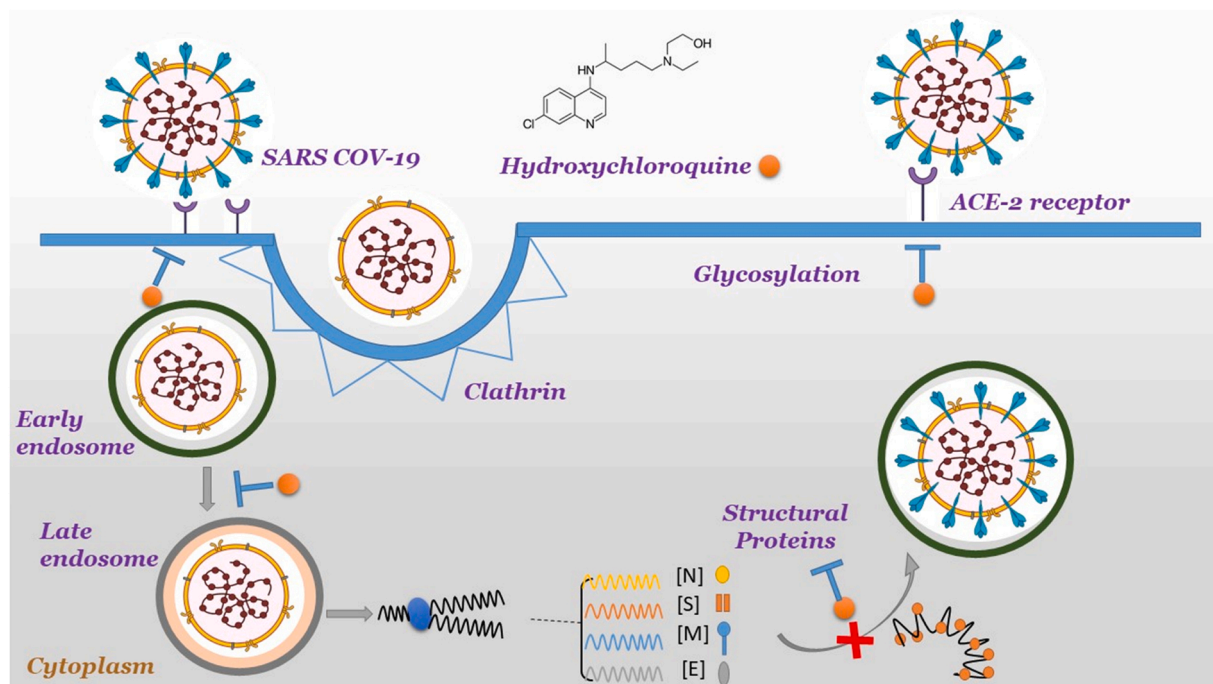 OH
HN
N
Cl
N
SARS COV-19
Hydroxychloroquine
ACE-2 receptor
Glycosylation
Clathrin
Early
endosome
Late
endosome
Structural
Proteins
[N]
[S]
[M]
[E]
Cytoplasm